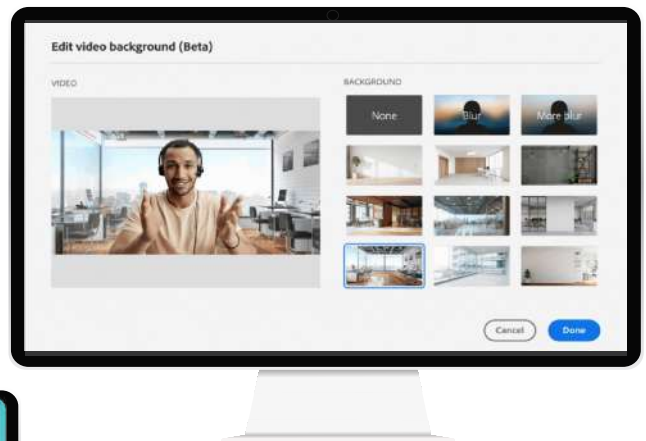 Edit video background (Beta)
VIDEO
BACKGROUND
None
Blur
More blur
Cancel
Done